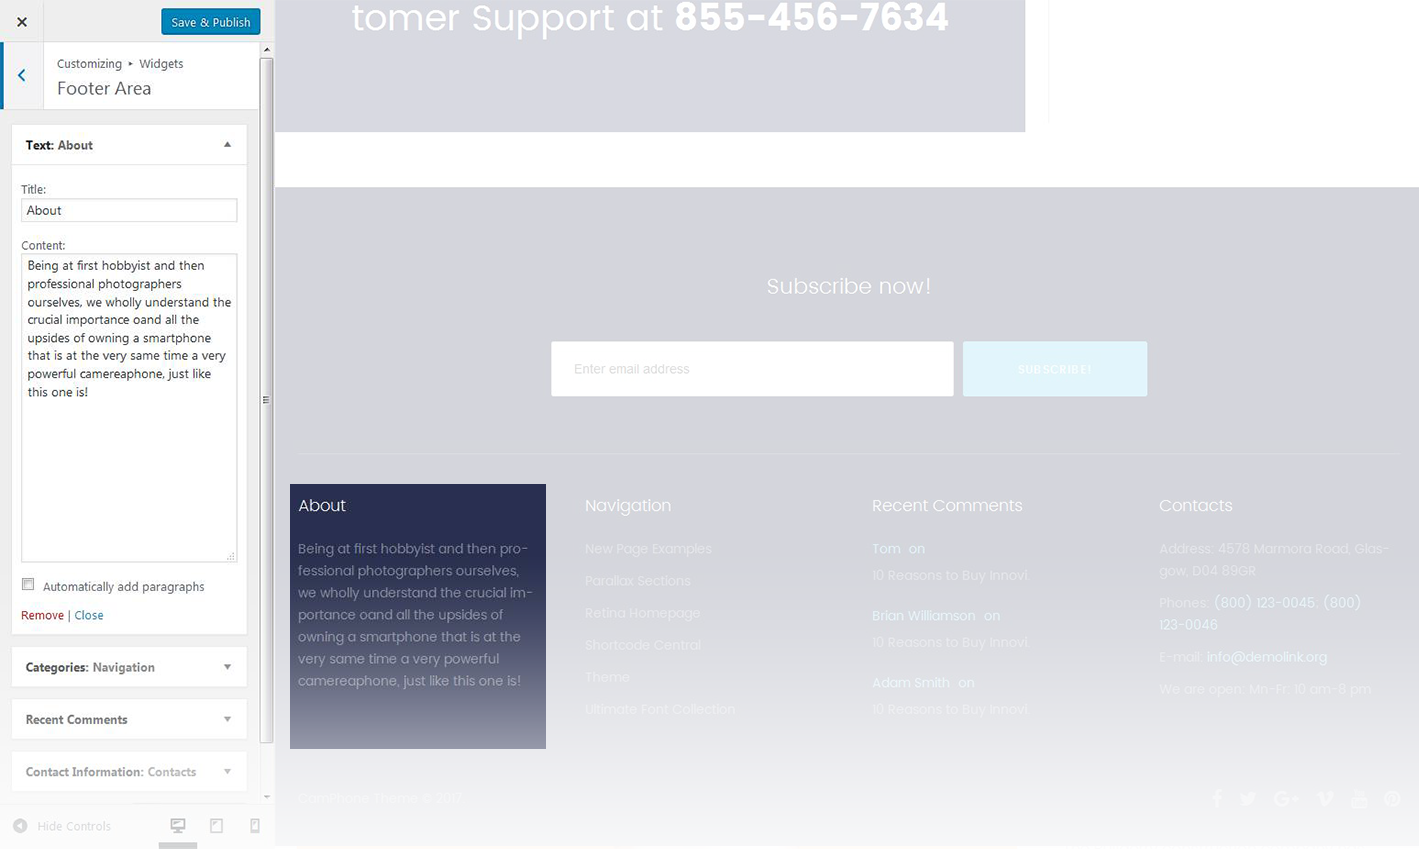 Save & Publish
Customizing ▸ Widgets
Footer Area
Text: About
Title:
About
Content:
Being at first hobbyist and then
professional photographers
ourselves, we wholly understand the
crucial importance oand all the
upsides of owning a smartphone
that is at the very same time a very
powerful camereaphone, just like
this one is!
Automatically add paragraphs
Remove | Close
Categories: Navigation
Recent Comments
Contact Information: Contacts
Hide Controls
tomer Support at 855-456-7634
Subscribe now!
Enter email address
SUBSCRIBE!
About
Being at first hobbyist and then pro-
fessional photographers ourselves,
we wholly understand the crucial im-
portance oand all the upsides of
owning a smartphone that is at the
very same time a very powerful
camereaphone, just like this one is!
Navigation
New Page Examples
Parallax Sections
Retina Homepage
Shortcode Central
Theme
Ultimate Font Collection
Recent Comments
Tom on
10 Reasons to Buy Innovi.
Brian Williamson on
10 Reasons to Buy Innovi.
Adam Smith on
10 Reasons to Buy Innovi.
Contacts
Address: 4578 Marmora Road, Glas-
gow, D04 89GR
Phones: (800) 123-0045; (800)
123-0046
E-mail: info@demolink.org
We are open: Mn-Fr: 10 am-8 pm
CamPhone Theme © 2017